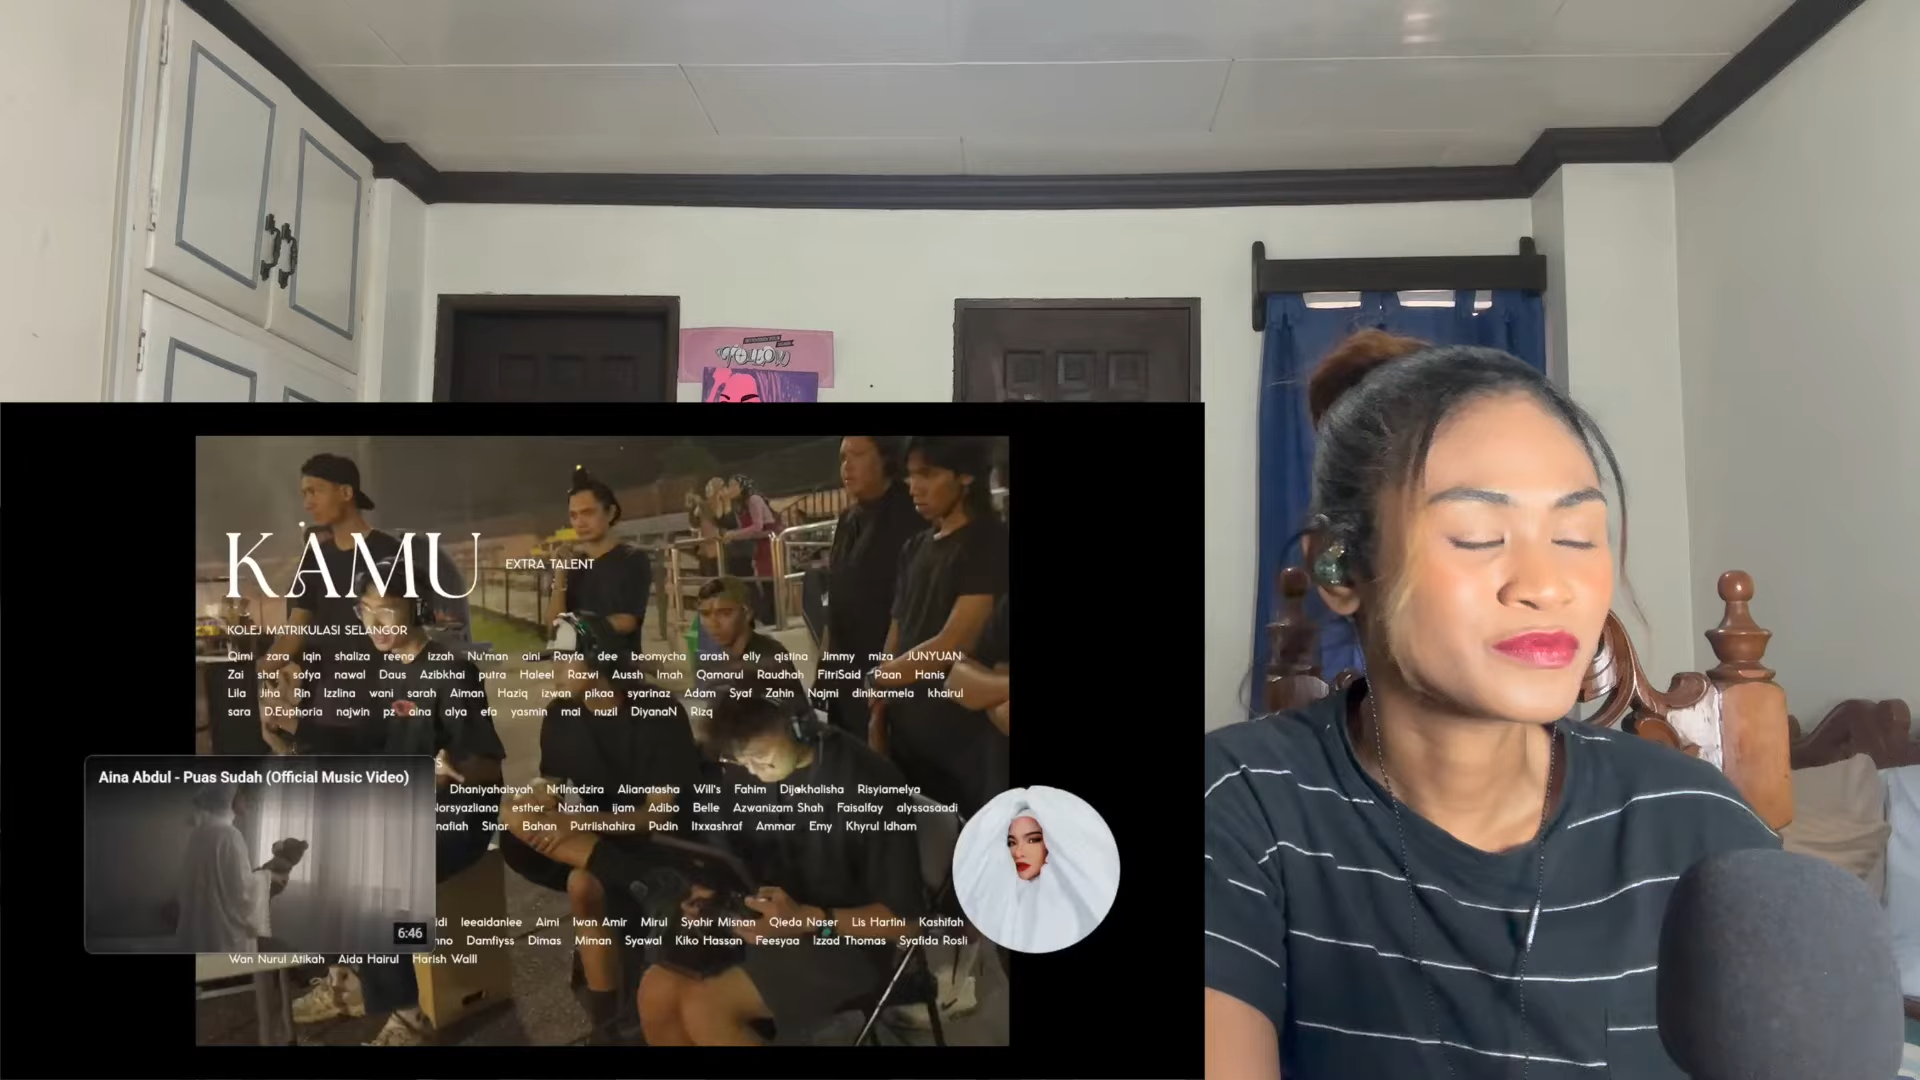 FOLLOW
KAMU
EXTRA TALENT
KOLEJ MATRIKULASI SELANGOR
Qimi zara iqin shaliza reena izzah Nu'man aini Rayfa dee beomycha arash elly qistina Jimmy miza JUNYUAN
Zai shaf sofya nawal Daus Azibkhai putra Haleel Razwi Aussh Imah Qamarul Raudhah FitriSaid Paan Hanis
Lila Jiha Rin Izzlina wani sarah Aiman Haziq izwan pikaa syarinaz Adam Syaf Zahin Najmi dinikarmela khairul
sara D.Euphoria najwin pz aina alya efa yasmin mal nuzil DiyanaN Rizq
Aina Abdul - Puas Sudah (Official Music Video)
Dhaniyahaisyah Nrllnadzira Alianatasha Will's Fahim Dijakhalisha Risyiamelya
esther Nazhan ijam Adibo Belle Azwanizam Shah Faisalfay alyssasaadi
Sinar Bahan Putriishahira Pudin Itxxashraf Ammar Emy Khyrul Idham
leeaidanlee Aimi Iwan Amir Mirul Syahir Misnan Qieda Naser Lis Hartini Kashifah
6:46
Damfiyss Dimas Miman Syawal Kiko Hassan Feesyaa Izzad Thomas Syafida Rosli
Wan Nurul Atikah Aida Hairul Harish Walll